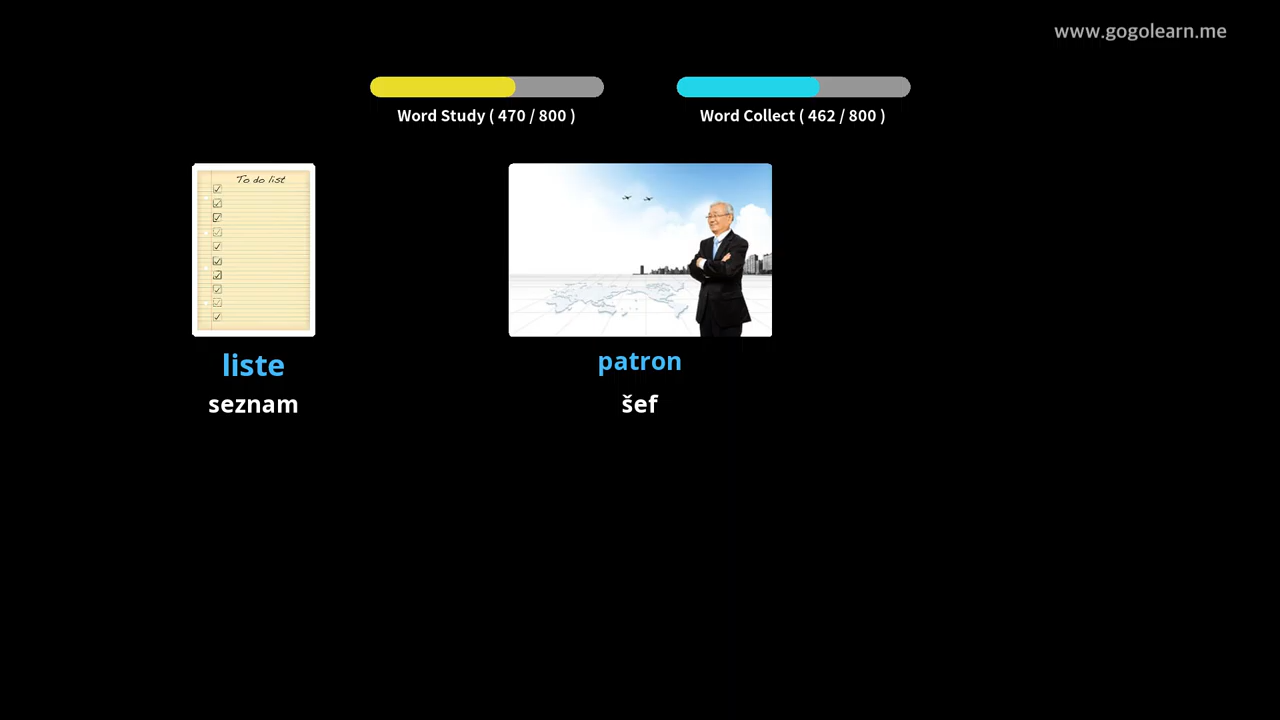 www.gogolearn.me
Word Study ( 470 / 800 )
Word Collect ( 462 / 800 )
To do list
liste
patron
seznam
šef